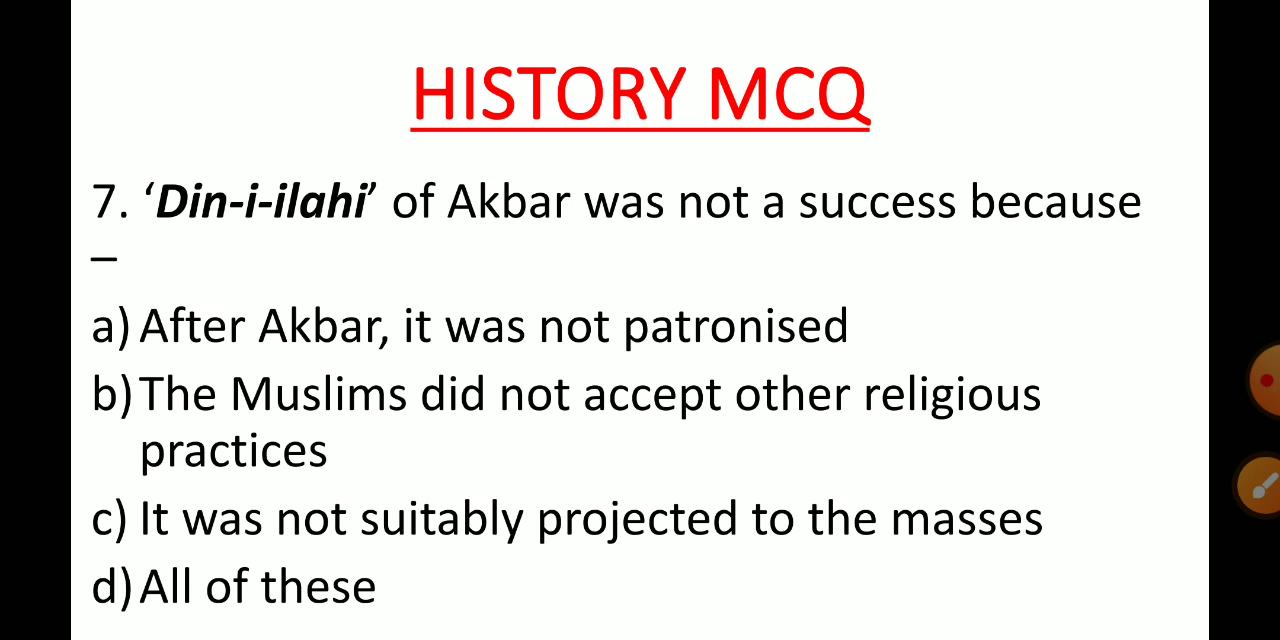 HISTORY MCQ
7. ‘Din-i-ilahi’ of Akbar was not a success because
–
a) After Akbar, it was not patronised
b) The Muslims did not accept other religious
practices
c) It was not suitably projected to the masses
d) All of these